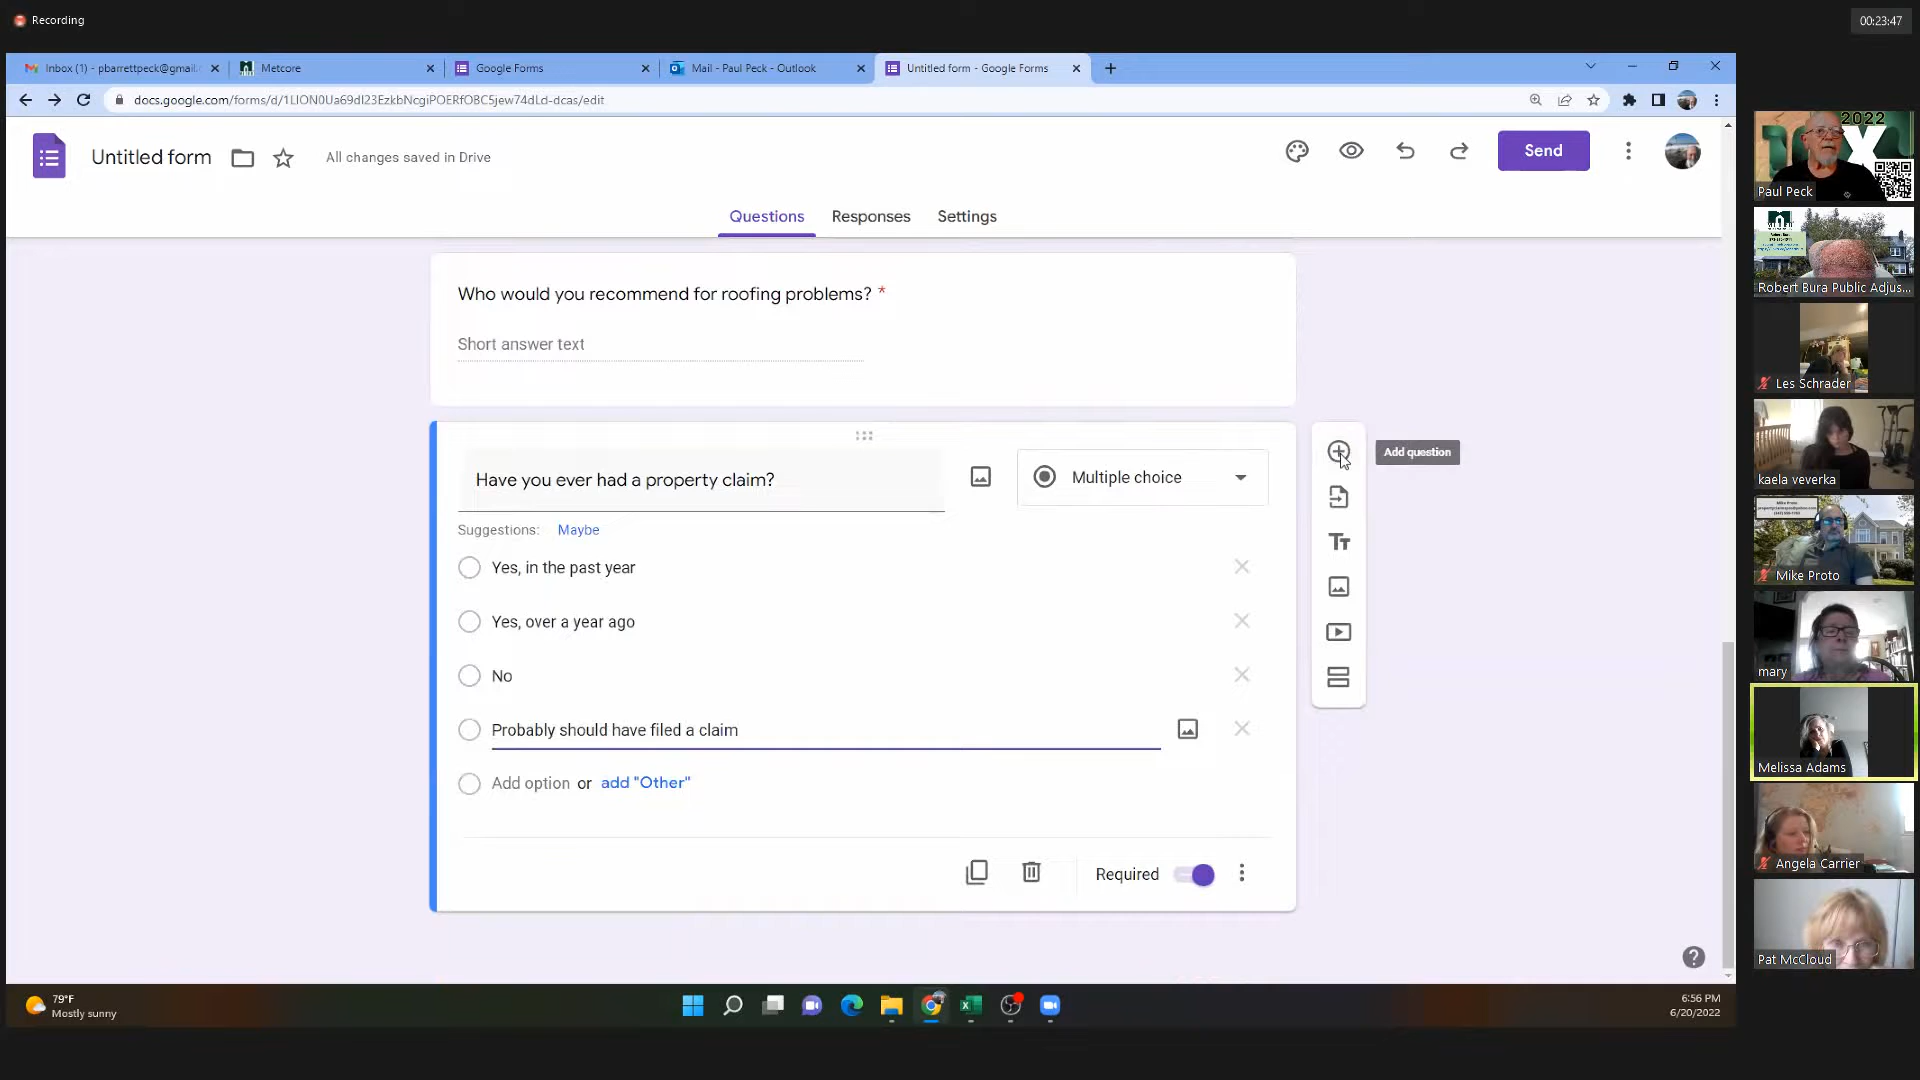 Recording
00:23:47
Inbox (1) - pbarrettpeck@gmail.
Metcore
Google Forms
Mail - Paul Peck - Outlook
Untitled form - Google Forms
docs.google.com/forms/d/1LlON0Ua69dI23EzkbNcgiPOERfOBC5jew74dLd-dcas/edit
Untitled form
All changes saved in Drive
Send
Questions
Responses
Settings
Who would you recommend for roofing problems? *
Short answer text
Have you ever had a property claim?
Multiple choice
Add question
Suggestions: Maybe
Yes, in the past year
Yes, over a year ago
No
Probably should have filed a claim
Add option or add "Other"
Required
79°F
Mostly sunny
6:56 PM
6/20/2022
2022
Paul Peck
Robert Bura Public Adjus...
Les Schrader
kaela veverka
Mike Proto
Mike Proto
mary
Melissa Adams
Angela Carrier
Pat McCloud